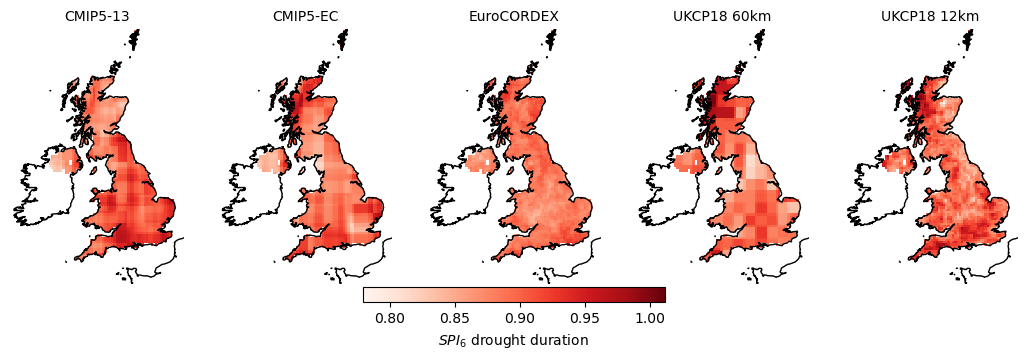 CMIP5-13 CMIP5-EC EuroCORDEX UKCP18 60km UKCP18 12km
0.80 0.85 0.90 0.95 1.00
SPI₆ drought duration